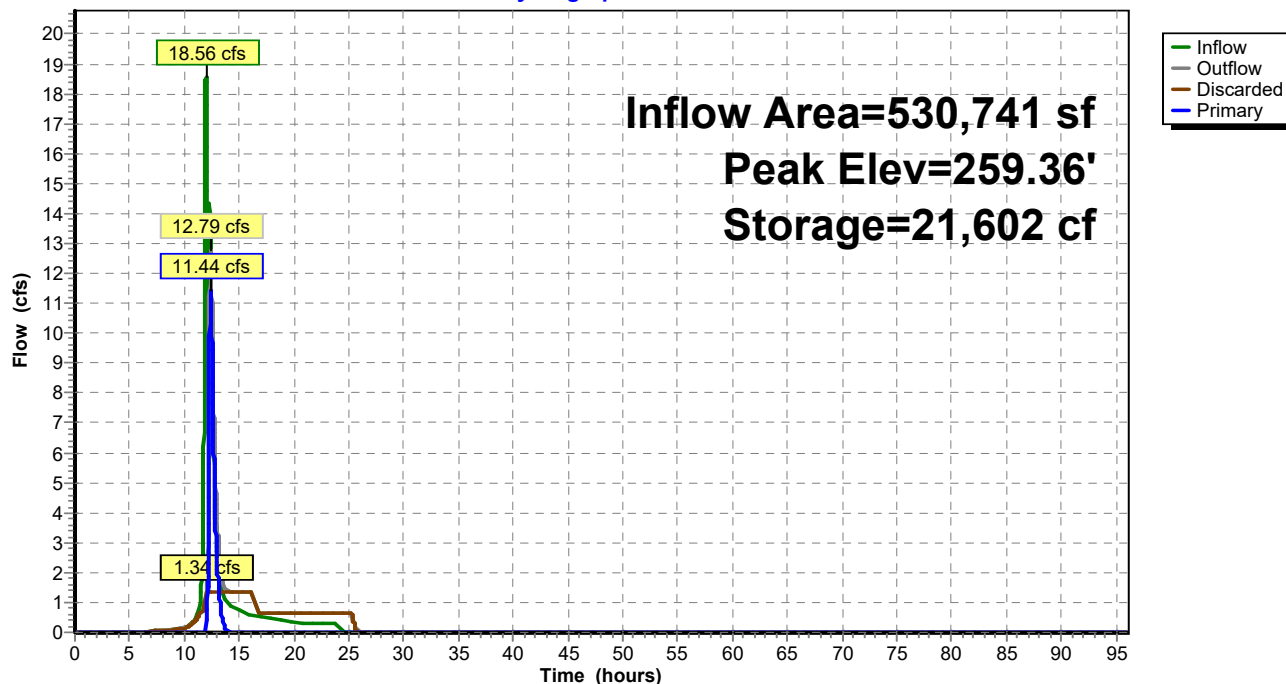 18.56 cfs
12.79 cfs
11.44 cfs
1.34 cfs
Inflow Area=530,741 sf
Peak Elev=259.36'
Storage=21,602 cf
Inflow
Outflow
Discarded
Primary
Flow (cfs)
20
19
18
17
16
15
14
13
12
11
10
9
8
7
6
5
4
3
2
1
0
0 5 10 15 20 25 30 35 40 45 50 55 60 65 70 75 80 85 90 95
Time (hours)